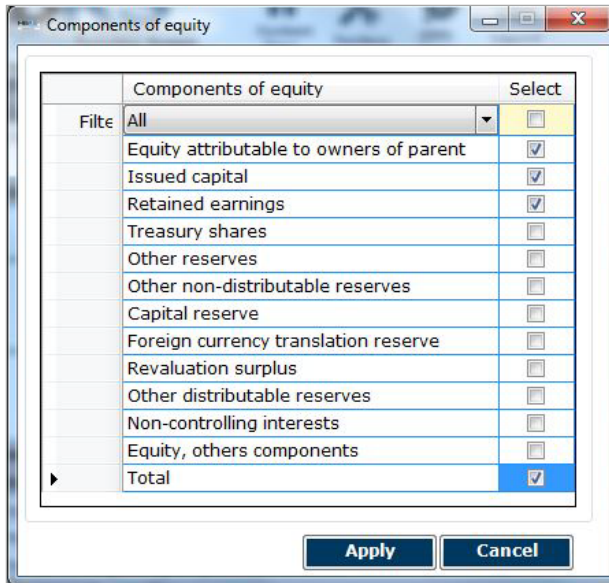 Components of equity
Components of equity Select
Filte All
Equity attributable to owners of parent
Issued capital
Retained earnings
Treasury shares
Other reserves
Other non-distributable reserves
Capital reserve
Foreign currency translation reserve
Revaluation surplus
Other distributable reserves
Non-controlling interests
Equity, others components
Total
Apply Cancel